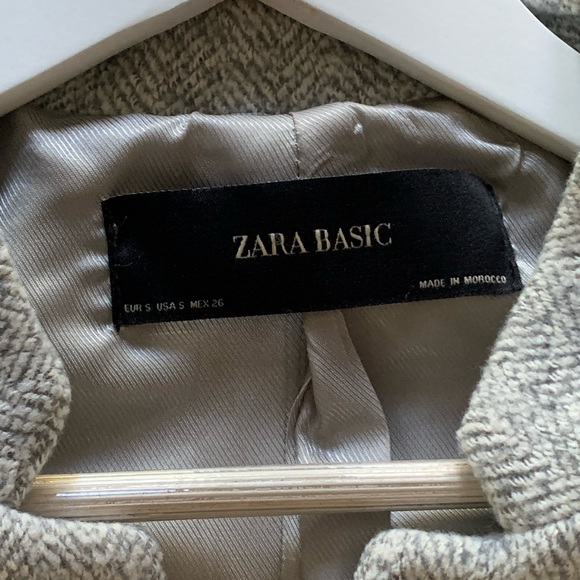 ZARA BASIC
EUR S USA S MEX 26
MADE IN MOROCCO